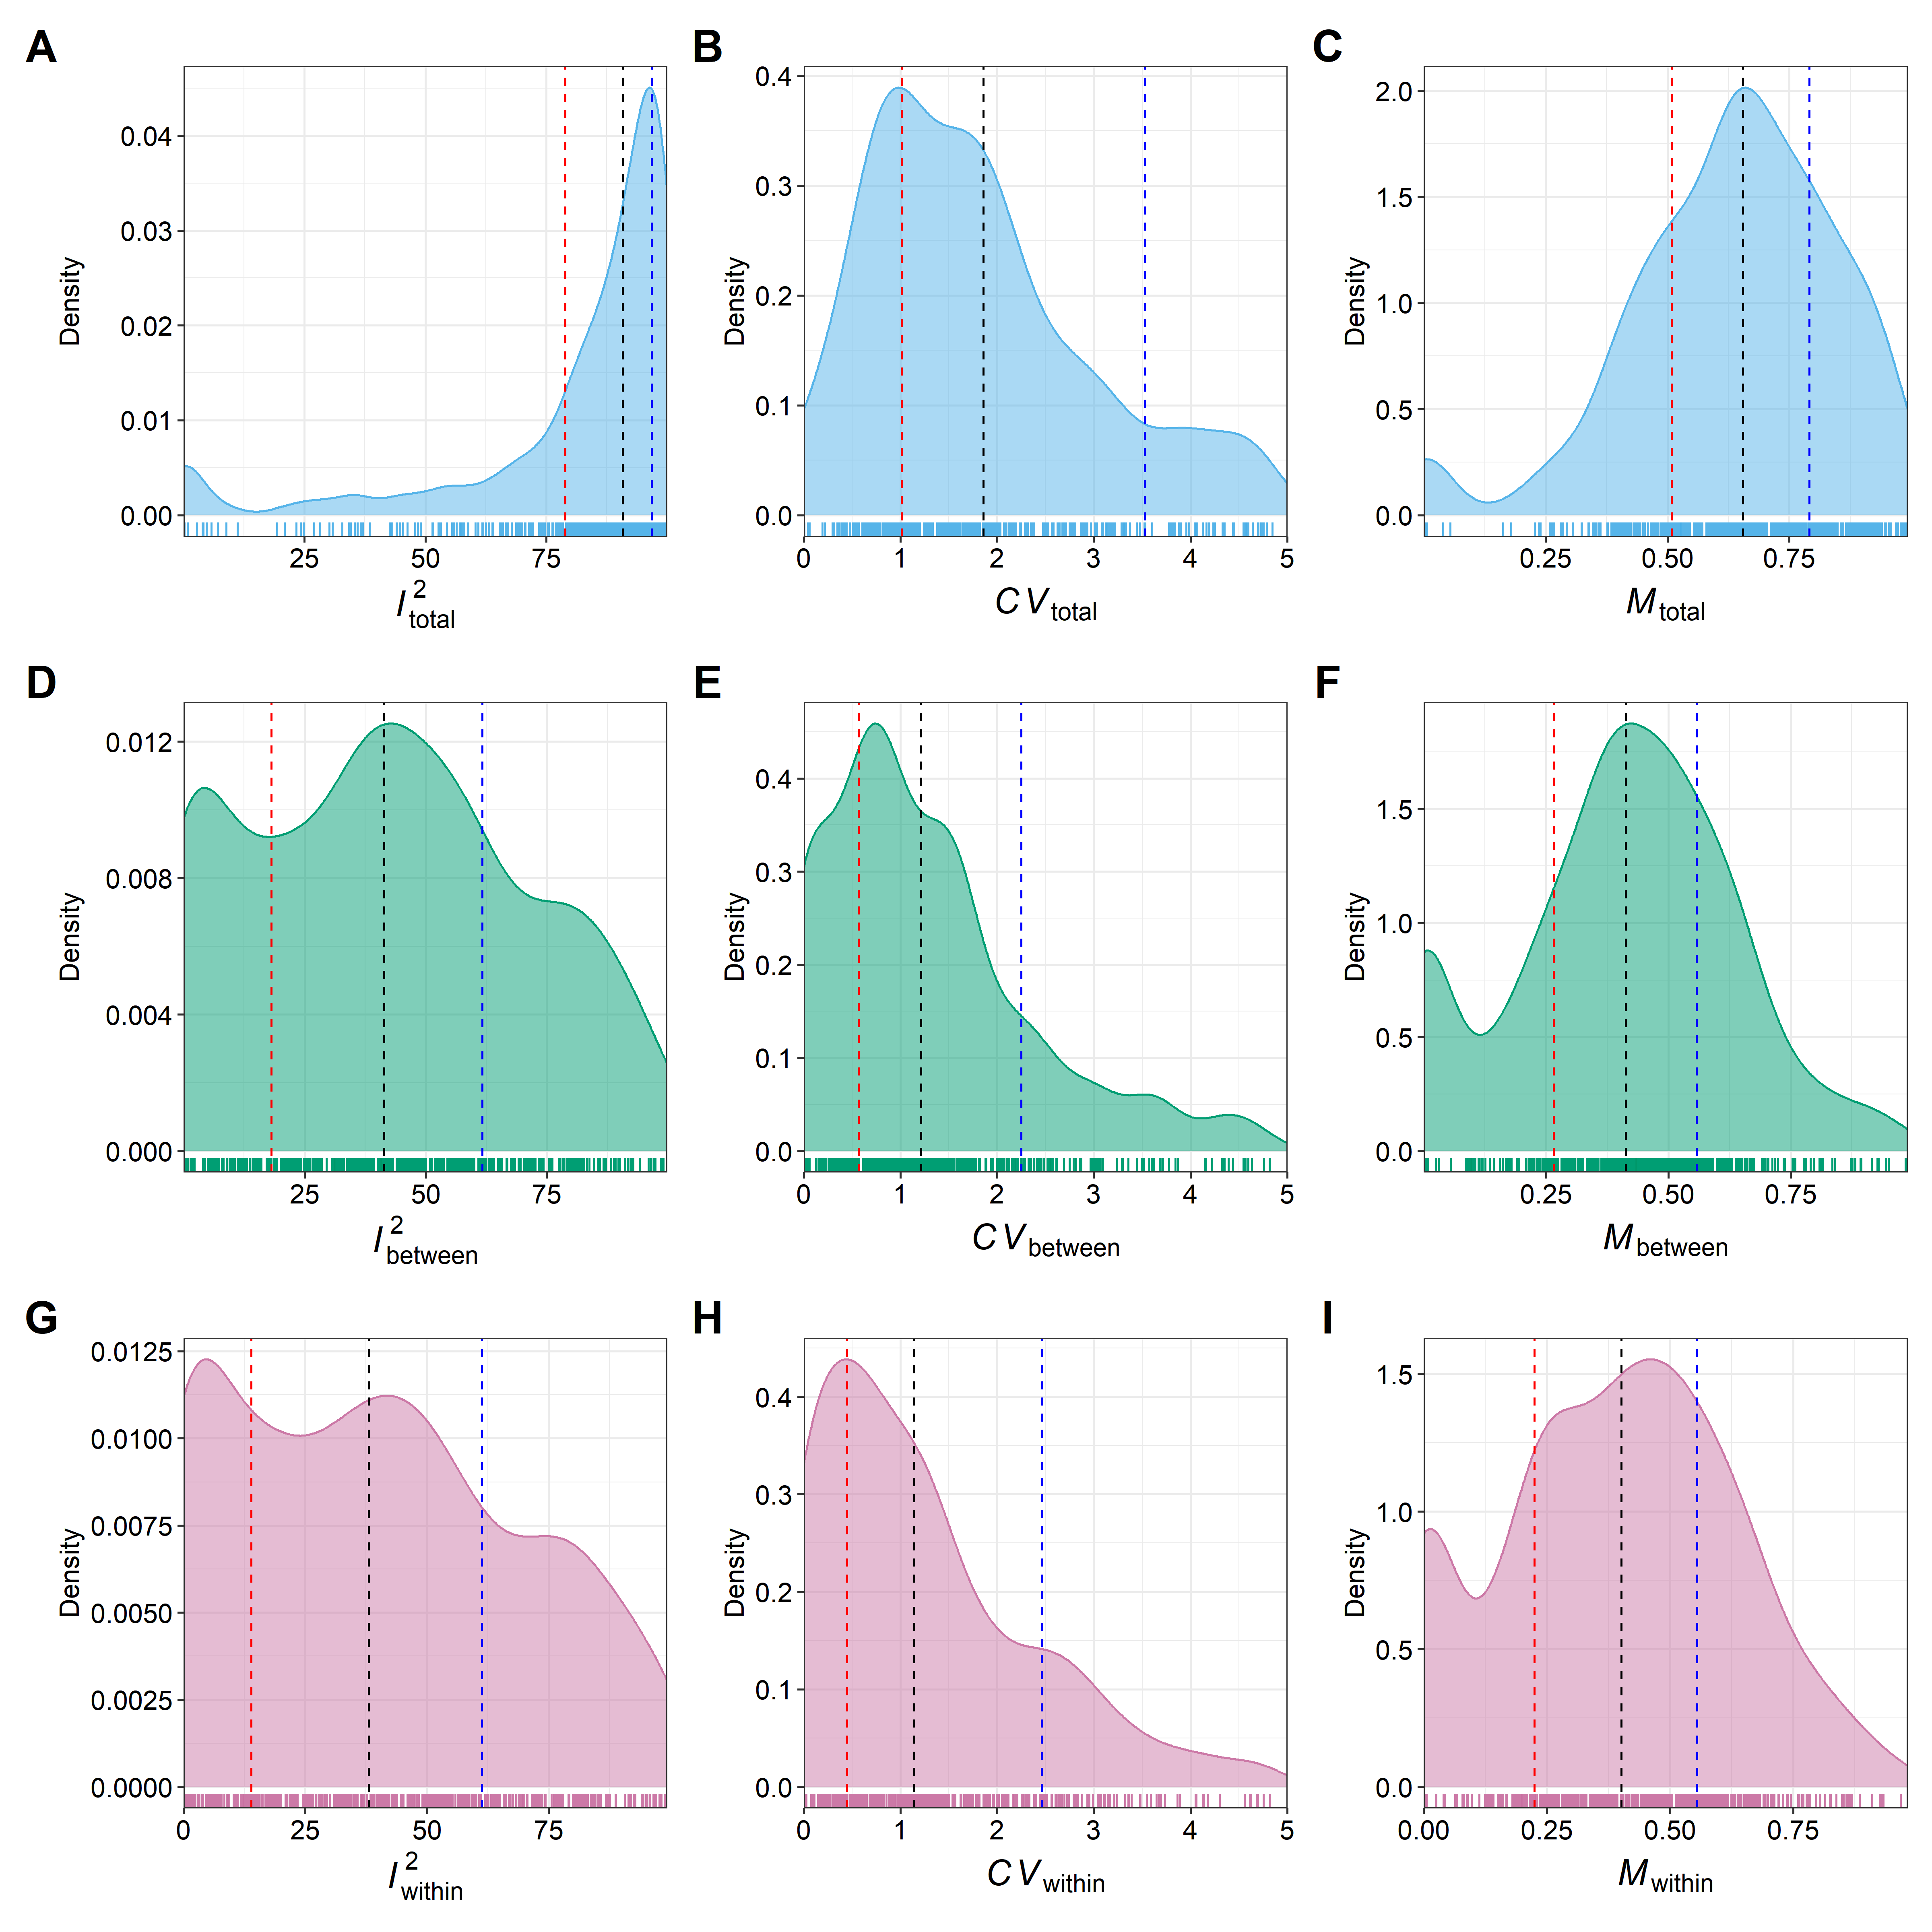 A
B
C
Density
0.04
0.03
0.02
0.01
0.00
25 50 75
I² total
Density
0.4
0.3
0.2
0.1
0.0
0 1 2 3 4 5
CV total
Density
2.0
1.5
1.0
0.5
0.0
0.25 0.50 0.75
M total
D
E
F
Density
0.012
0.008
0.004
0.000
25 50 75
I² between
Density
0.4
0.3
0.2
0.1
0.0
0 1 2 3 4 5
CV between
Density
1.5
1.0
0.5
0.0
0.25 0.50 0.75
M between
G
H
I
Density
0.0125
0.0100
0.0075
0.0050
0.0025
0.0000
0 25 50 75
I² within
Density
0.4
0.3
0.2
0.1
0.0
0 1 2 3 4 5
CV within
Density
1.5
1.0
0.5
0.0
0.00 0.25 0.50 0.75
M within